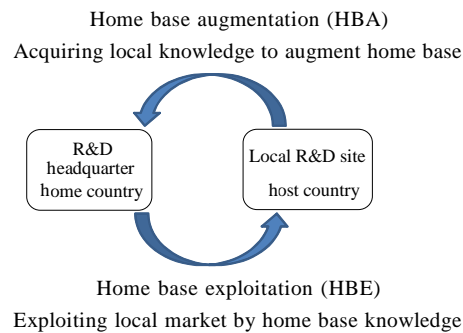 Home base augmentation (HBA)
Acquiring local knowledge to augment home base
R&D
headquarter
home country
Local R&D site
host country
Home base exploitation (HBE)
Exploiting local market by home base knowledge